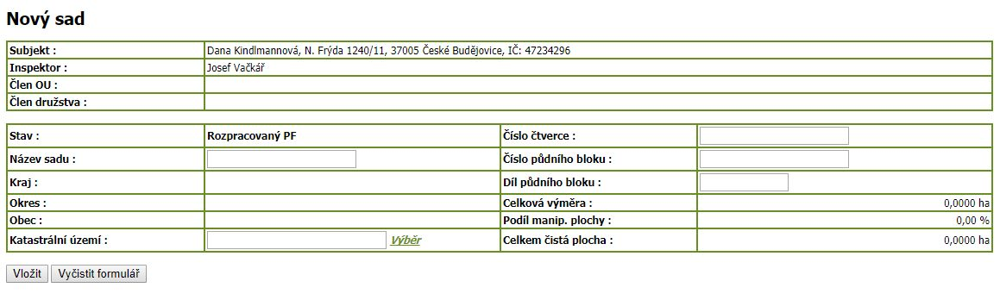 Nový sad
Subjekt : Dana Kindlmannová, N. Frýda 1240/11, 37005 České Budějovice, IČ: 47234296
Inspektor : Josef Vačkář
Člen OU :
Člen družstva :
Stav : Rozpracovaný PF Číslo čtverce :
Název sadu : Číslo půdního bloku :
Kraj : Díl půdního bloku :
Okres : Celková výměra : 0,0000 ha
Obec : Podíl manip. plochy : 0,00 %
Katastrální území : Výběr Celkem čistá plocha : 0,0000 ha
Vložit Vyčistit formulář